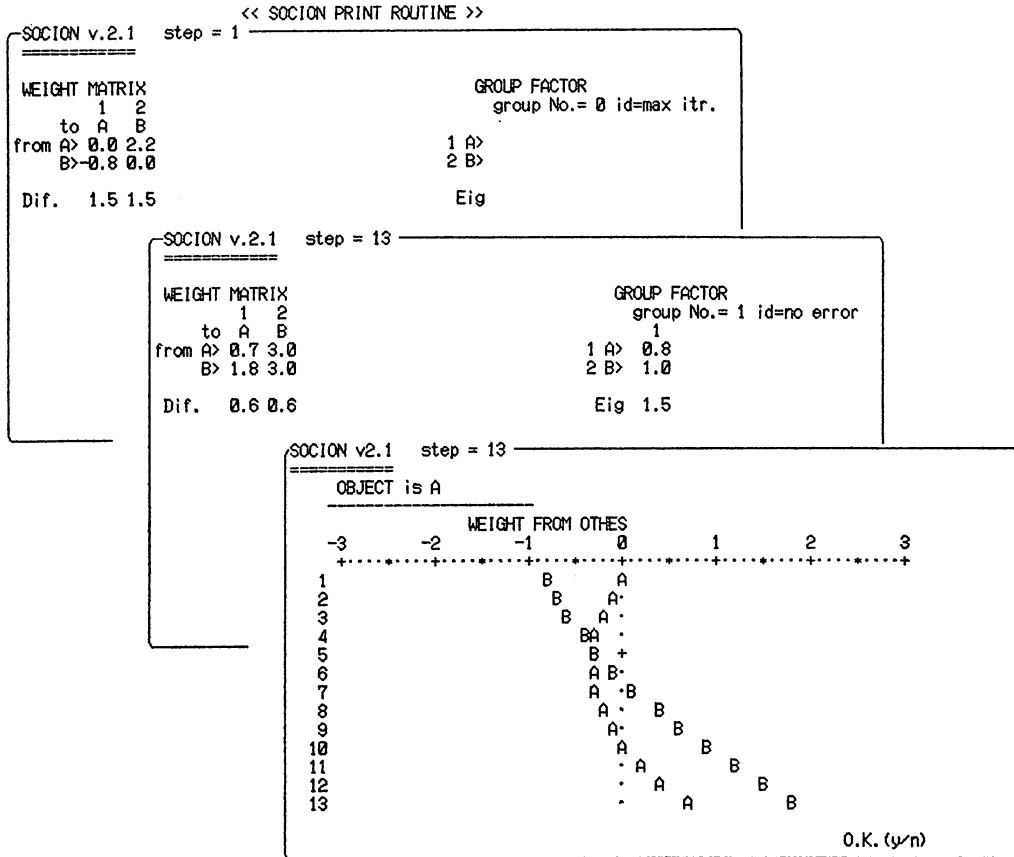 << SOCION PRINT ROUTINE >>
SOCION v.2.1 step = 1
============
WEIGHT MATRIX GROUP FACTOR
1 2 group No.= 0 id=max itr.
to A B
from A> 0.0 2.2 1 A>
B>-0.8 0.0 2 B>
Dif. 1.5 1.5 Eig
SOCION v.2.1 step = 13
============
WEIGHT MATRIX GROUP FACTOR
1 2 group No.= 1 id=no error
to A B 1
from A> 0.7 3.0 1 A> 0.8
B> 1.8 3.0 2 B> 1.0
Dif. 0.6 0.6 Eig 1.5
SOCION v2.1 step = 13
===========
OBJECT is A
----------------------
WEIGHT FROM OTHES
-3 -2 -1 0 1 2 3
+····*····+····*····+····*····+····*····+····*····+····*····+
1 B A
2 B A·
3 B A ·
4 BA ·
5 B +
6 A B·
7 A ·B
8 A · B
9 A· B
10 A B
11 · A B
12 · A B
13 · A B
O.K.(y/n)